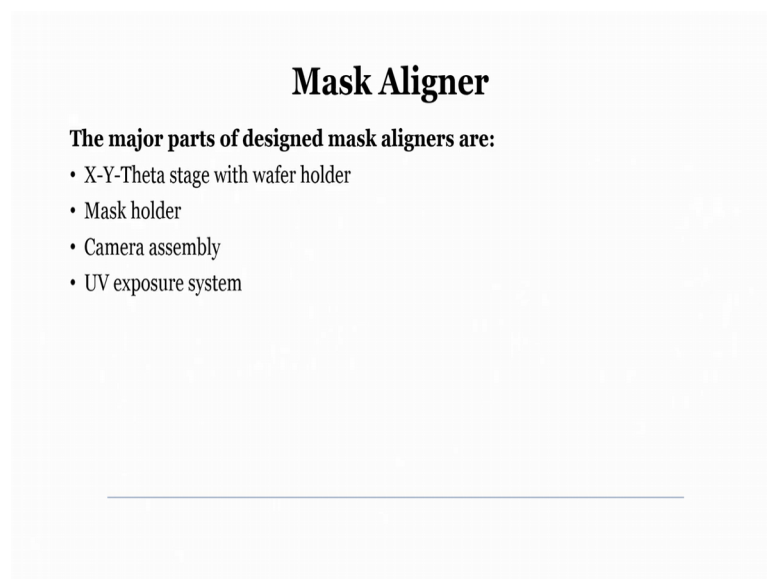 Mask Aligner
The major parts of designed mask aligners are:
• X-Y-Theta stage with wafer holder
• Mask holder
• Camera assembly
• UV exposure system